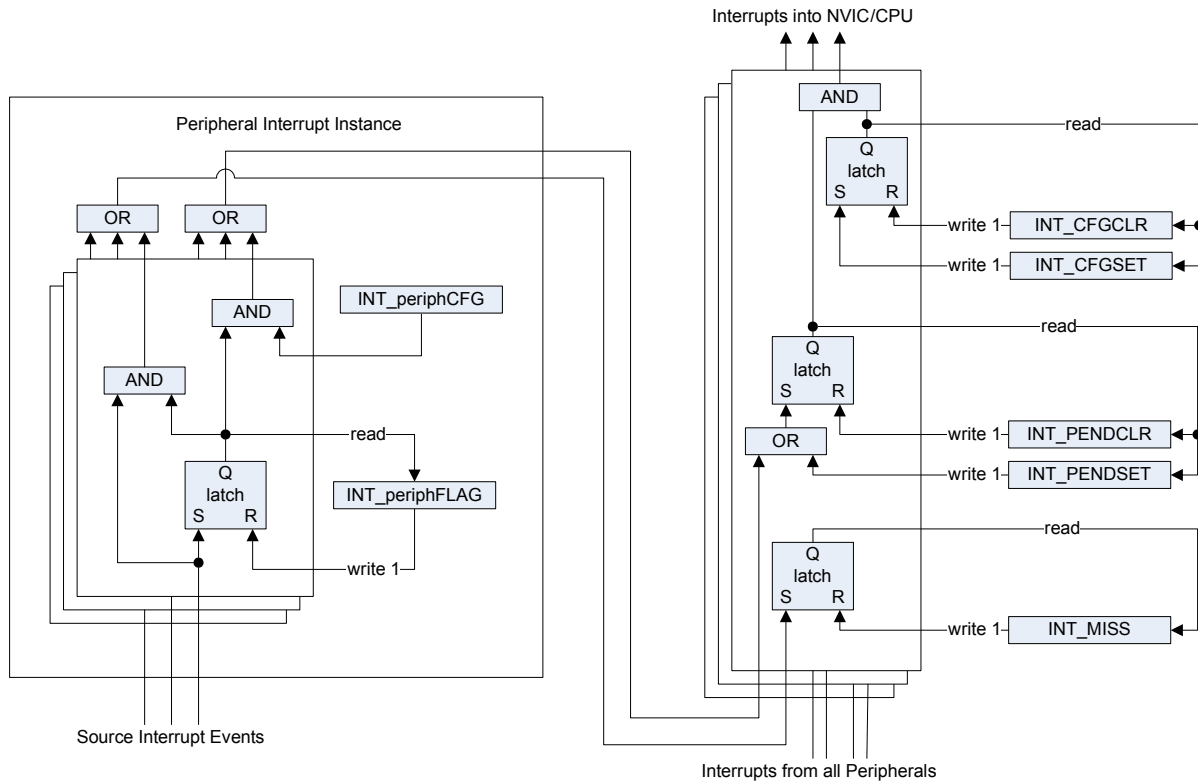 Interrupts into NVIC/CPU
Peripheral Interrupt Instance
OR
OR
AND
INT_periphCFG
AND
read
Q
latch
S R
INT_periphFLAG
write 1
Source Interrupt Events
AND
read
Q
latch
S R
write 1 INT_CFGCLR
write 1 INT_CFGSET
read
Q
latch
S R
OR
write 1 INT_PENDCLR
write 1 INT_PENDSET
read
Q
latch
S R
write 1 INT_MISS
Interrupts from all Peripherals